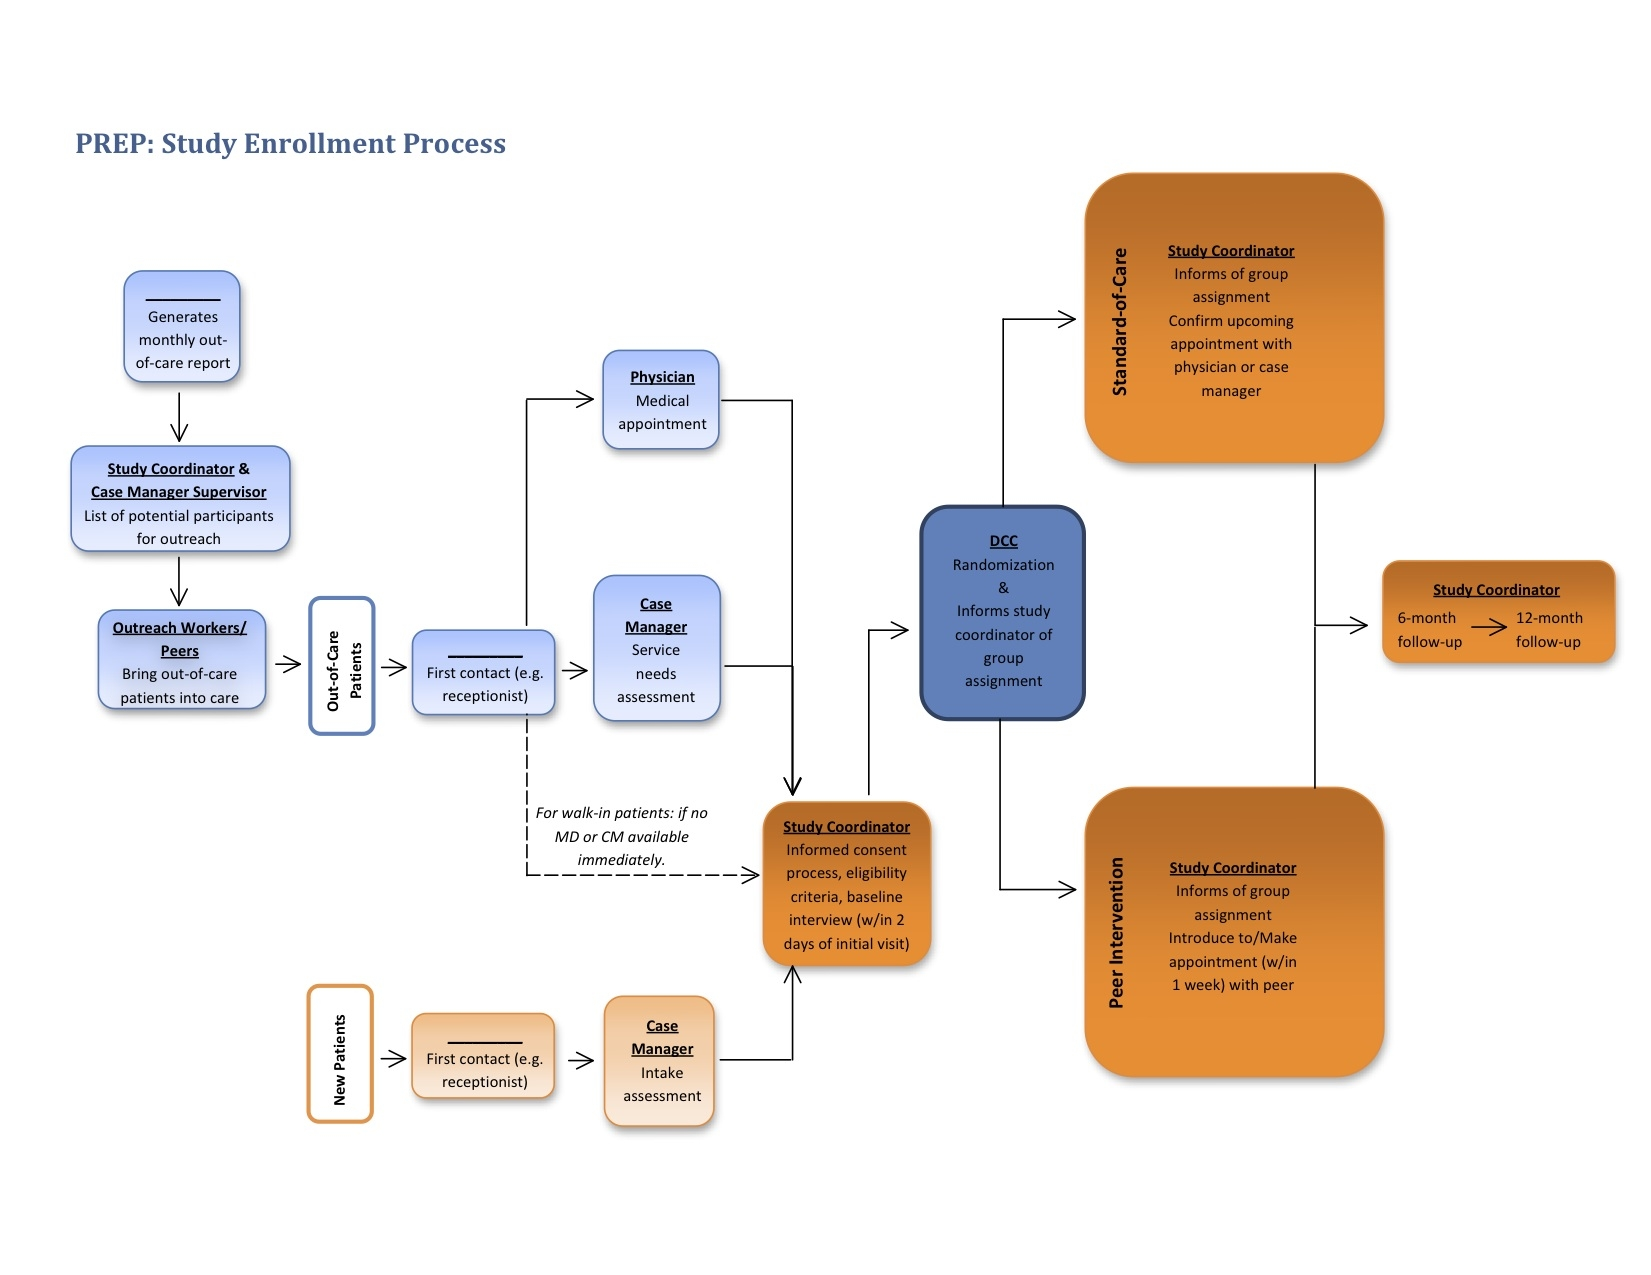 PREP: Study Enrollment Process
__________
Generates
monthly out-
of-care report
Study Coordinator &
Case Manager Supervisor
List of potential participants
for outreach
Outreach Workers/
Peers
Bring out-of-care
patients into care
Out-of-Care
Patients
__________
First contact (e.g.
receptionist)
Physician
Medical
appointment
Case
Manager
Service
needs
assessment
For walk-in patients: if no
MD or CM available
immediately.
New Patients
__________
First contact (e.g.
receptionist)
Case
Manager
Intake
assessment
Study Coordinator
Informed consent
process, eligibility
criteria, baseline
interview (w/in 2
days of initial visit)
DCC
Randomization
&
Informs study
coordinator of
group
assignment
Standard-of-Care
Study Coordinator
Informs of group
assignment
Confirm upcoming
appointment with
physician or case
manager
Peer Intervention
Study Coordinator
Informs of group
assignment
Introduce to/Make
appointment (w/in
1 week) with peer
Study Coordinator
6-month
follow-up
12-month
follow-up